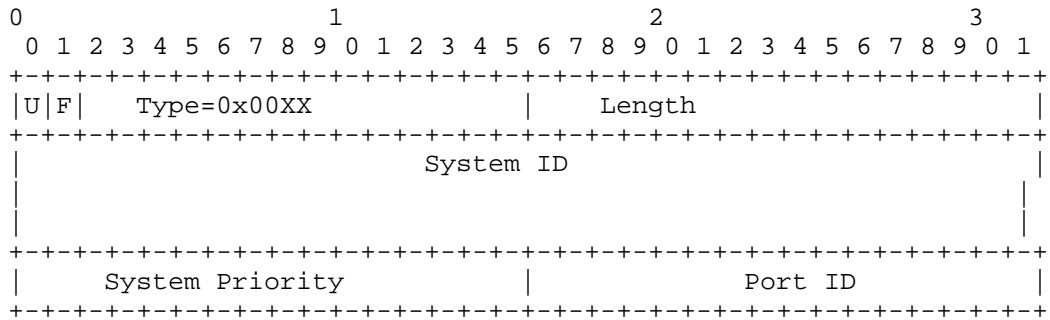 0                   1                   2                   3
 0 1 2 3 4 5 6 7 8 9 0 1 2 3 4 5 6 7 8 9 0 1 2 3 4 5 6 7 8 9 0 1
+-+-+-+-+-+-+-+-+-+-+-+-+-+-+-+-+-+-+-+-+-+-+-+-+-+-+-+-+-+-+-+-+
|U|F|   Type=0x00XX             |    Length                     |
+-+-+-+-+-+-+-+-+-+-+-+-+-+-+-+-+-+-+-+-+-+-+-+-+-+-+-+-+-+-+-+-+
|                         System ID                             |
|                                                              |
|                                                              |
+-+-+-+-+-+-+-+-+-+-+-+-+-+-+-+-+-+-+-+-+-+-+-+-+-+-+-+-+-+-+-+-+
|     System Priority           |             Port ID           |
+-+-+-+-+-+-+-+-+-+-+-+-+-+-+-+-+-+-+-+-+-+-+-+-+-+-+-+-+-+-+-+-+